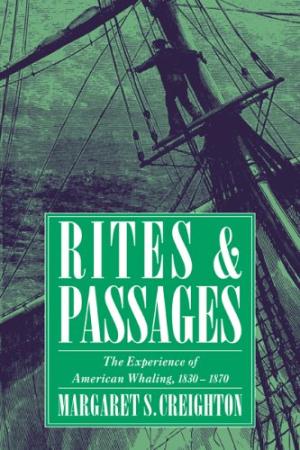 RITES &
PASSAGES
The Experience of
American Whaling, 1830–1870
MARGARET S. CREIGHTON